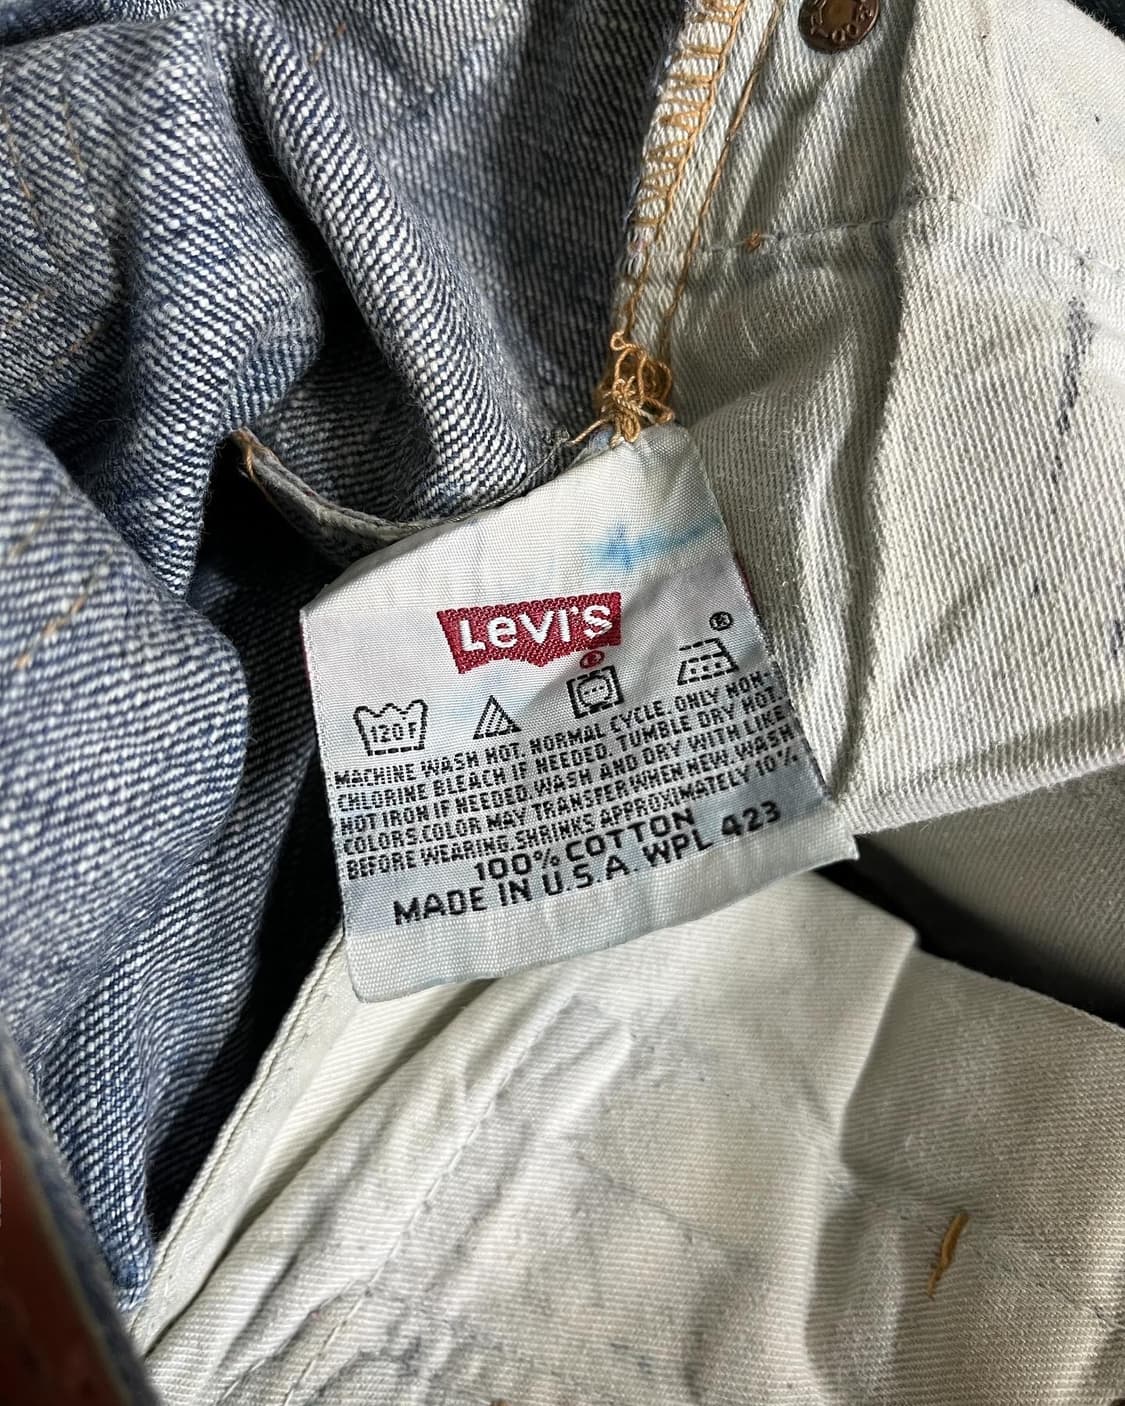 LEVI'S
®
®
120F
MACHINE WASH HOT. NORMAL CYCLE. ONLY NON-
CHLORINE BLEACH IF NEEDED. TUMBLE DRY HOT.
HOT IRON IF NEEDED. WASH AND DRY WITH LIKE
COLORS. COLOR MAY TRANSFER WHEN NEW. WASH
BEFORE WEARING. SHRINKS APPROXIMATELY 10%
100% COTTON
MADE IN U.S.A. WPL 423